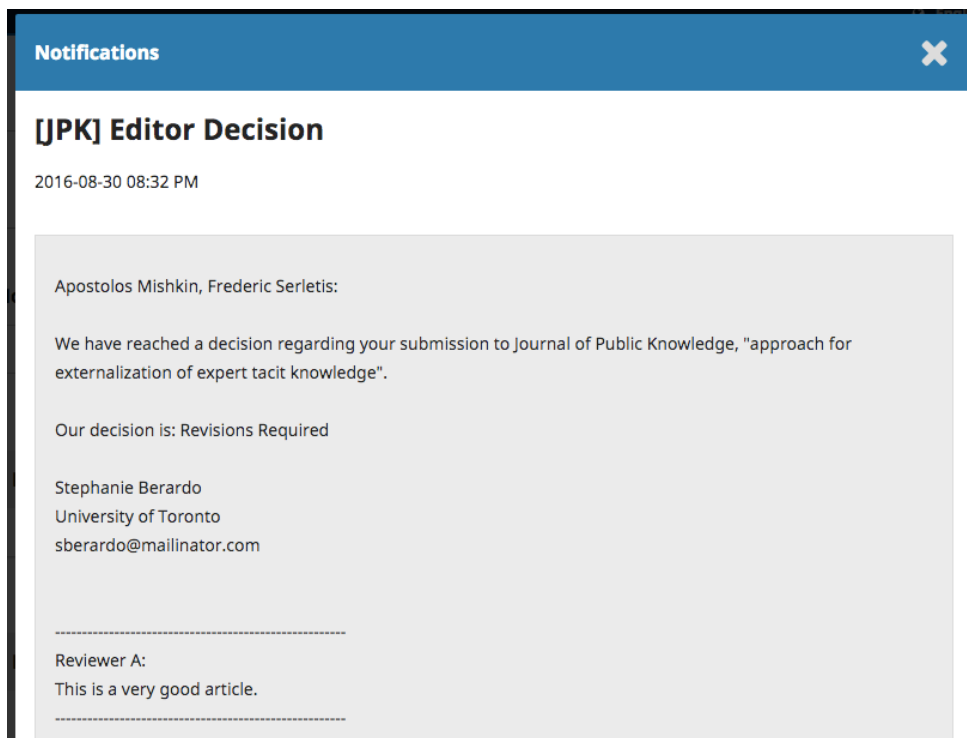 Notifications
[JPK] Editor Decision
2016-08-30 08:32 PM
Apostolos Mishkin, Frederic Serletis:
We have reached a decision regarding your submission to Journal of Public Knowledge, "approach for
externalization of expert tacit knowledge".
Our decision is: Revisions Required
Stephanie Berardo
University of Toronto
sberardo@mailinator.com
------------------------------------------------------
Reviewer A:
This is a very good article.
------------------------------------------------------